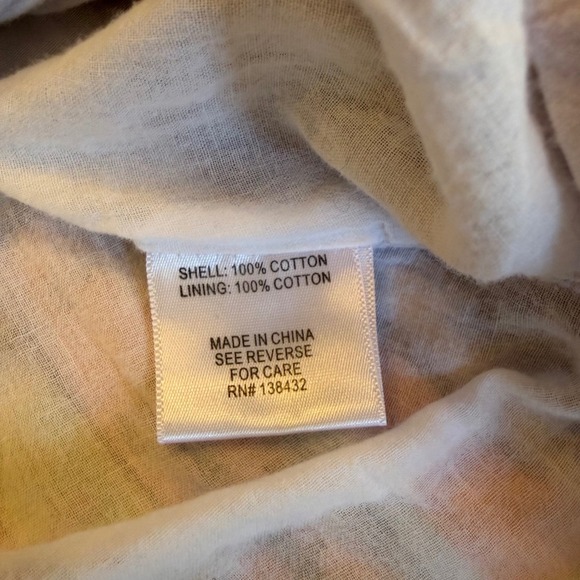 SHELL: 100% COTTON
LINING: 100% COTTON
MADE IN CHINA
SEE REVERSE
FOR CARE
RN# 138432